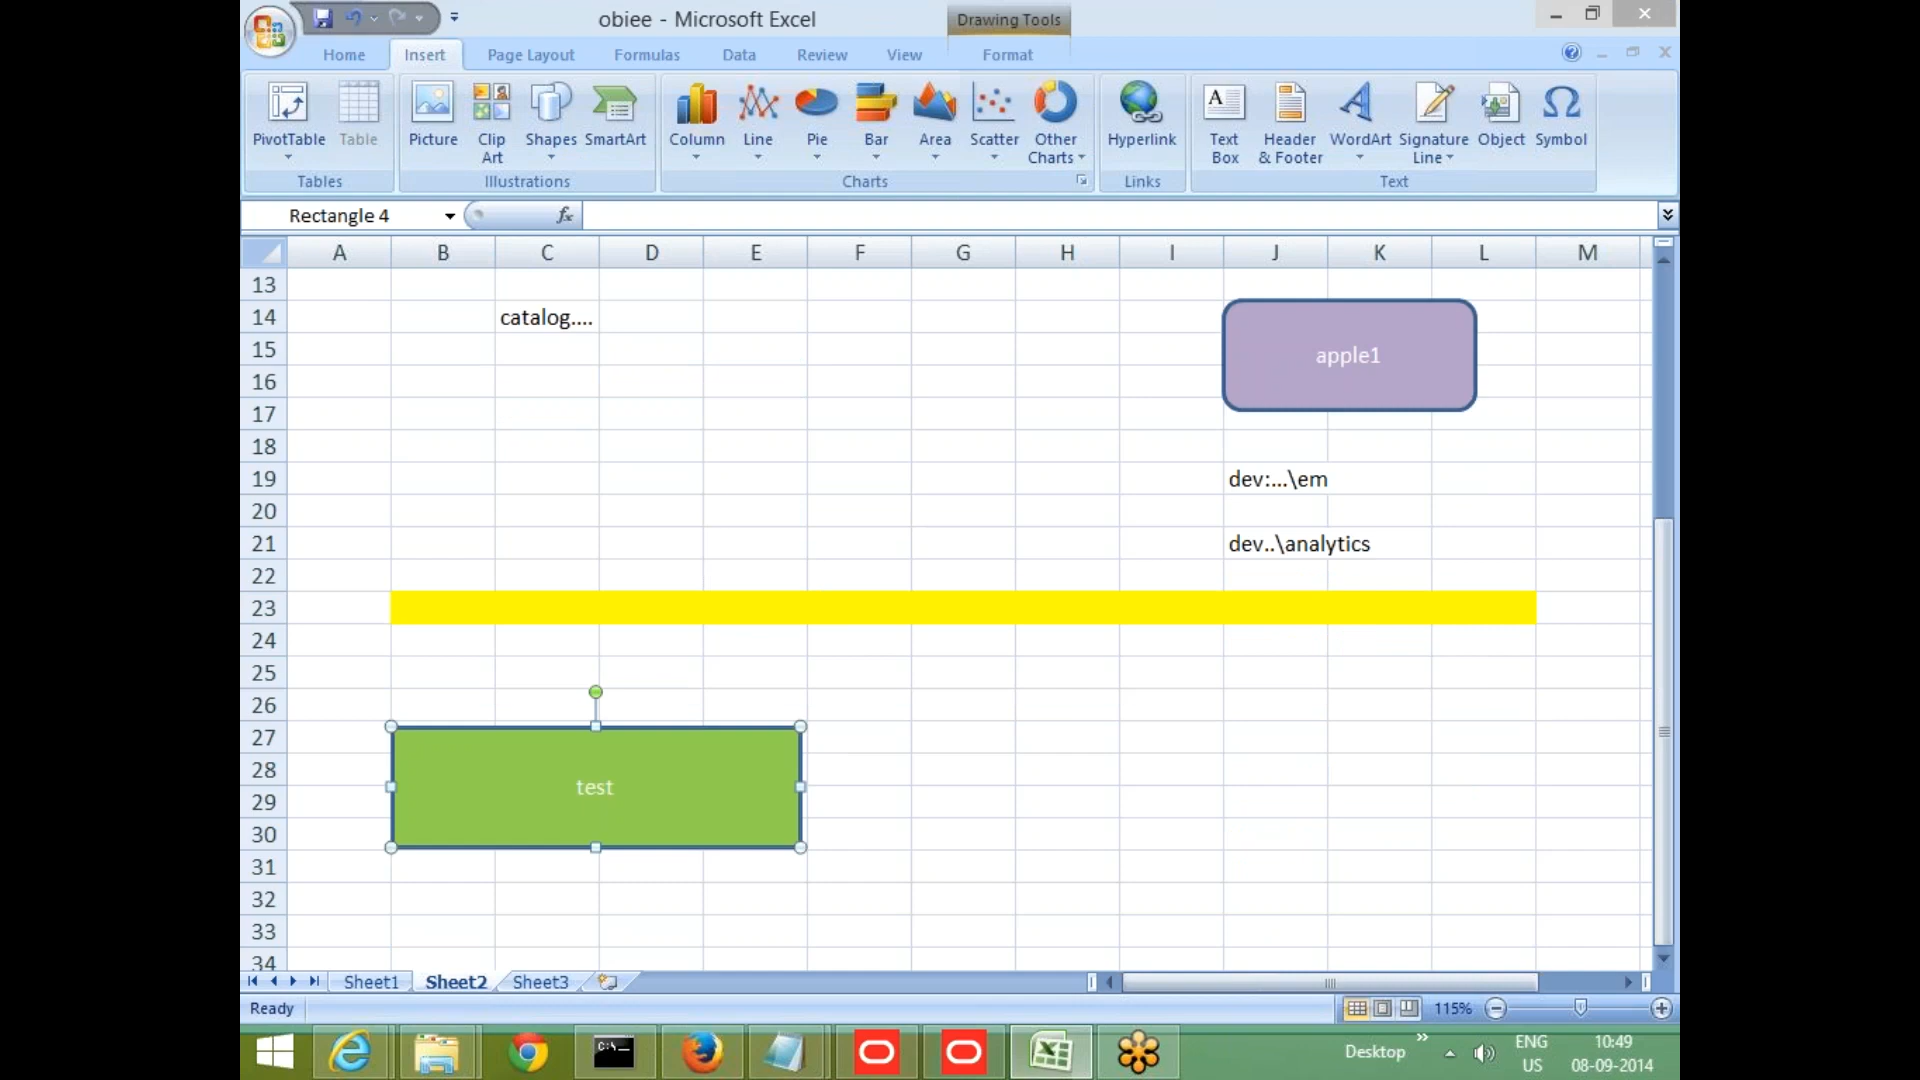 obiee - Microsoft Excel
Drawing Tools
Home Insert Page Layout Formulas Data Review View Format
PivotTable Table Picture Clip Art Shapes SmartArt Column Line Pie Bar Area Scatter Other Charts Hyperlink Text Box Header & Footer WordArt Signature Line Object Symbol
Tables Illustrations Charts Links Text
Rectangle 4 fx
A B C D E F G H I J K L M
13
14 catalog....
15 apple1
16
17
18
19 dev:...\em
20
21 dev..\analytics
22
23
24
25
26
27
28
29 test
30
31
32
33
34
Sheet1 Sheet2 Sheet3
Ready 115%
C:\
Desktop ENG 10:49
US 08-09-2014